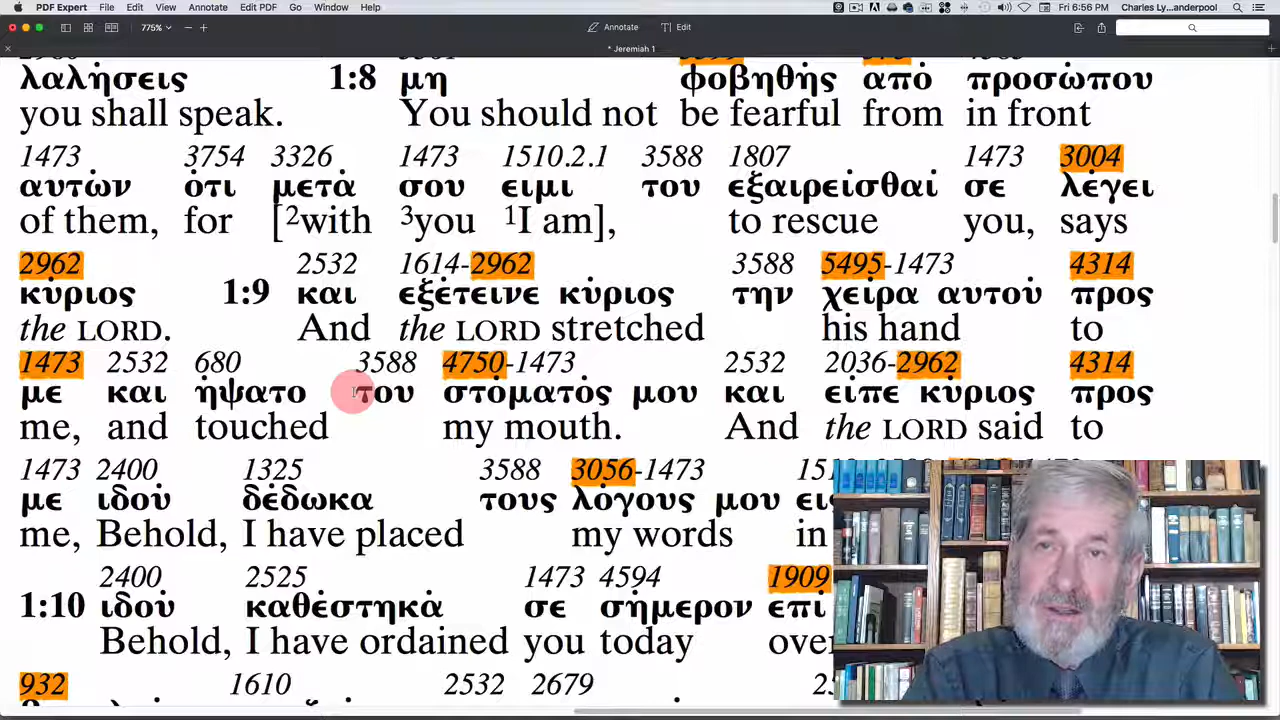 PDF Expert File Edit View Annotate Edit PDF Go Window Help Fri 6:56 PM Charles Ly...anderpool
775% Annotate Edit
* Jeremiah 1
λαλήσεις 1:8 μη φοβηθής από προσώπου
you shall speak. You should not be fearful from in front
1473 3754 3326 1473 1510.2.1 3588 1807 1473 3004
αυτών ότι μετά σου ειμι του εξαιρείσθαί σε λέγει
of them, for [2with 3you 1I am], to rescue you, says
2962 2532 1614-2962 3588 5495-1473 4314
κύριος 1:9 και εξέτεινε κύριος την χείρα αυτού προς
the LORD. And the LORD stretched his hand to
1473 2532 680 3588 4750-1473 2532 2036-2962 4314
με και ήψατο του στόματός μου και είπε κύριος προς
me, and touched my mouth. And the LORD said to
1473 2400 1325 3588 3056-1473
με ιδού δέδωκα τους λόγους μου εις
me, Behold, I have placed my words in
2400 2525 1473 4594 1909
1:10 ιδού καθέστηκά σε σήμερον επί
Behold, I have ordained you today over
932 1610 2532 2679